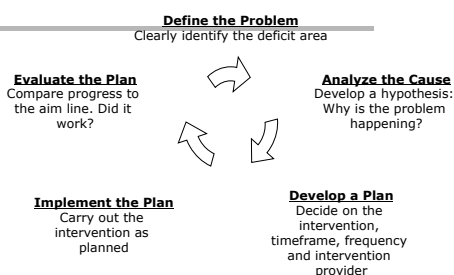 Define the Problem
Clearly identify the deficit area
Analyze the Cause
Develop a hypothesis:
Why is the problem
happening?
Develop a Plan
Decide on the
intervention,
timeframe, frequency
and intervention
provider
Implement the Plan
Carry out the
intervention as
planned
Evaluate the Plan
Compare progress to
the aim line. Did it
work?